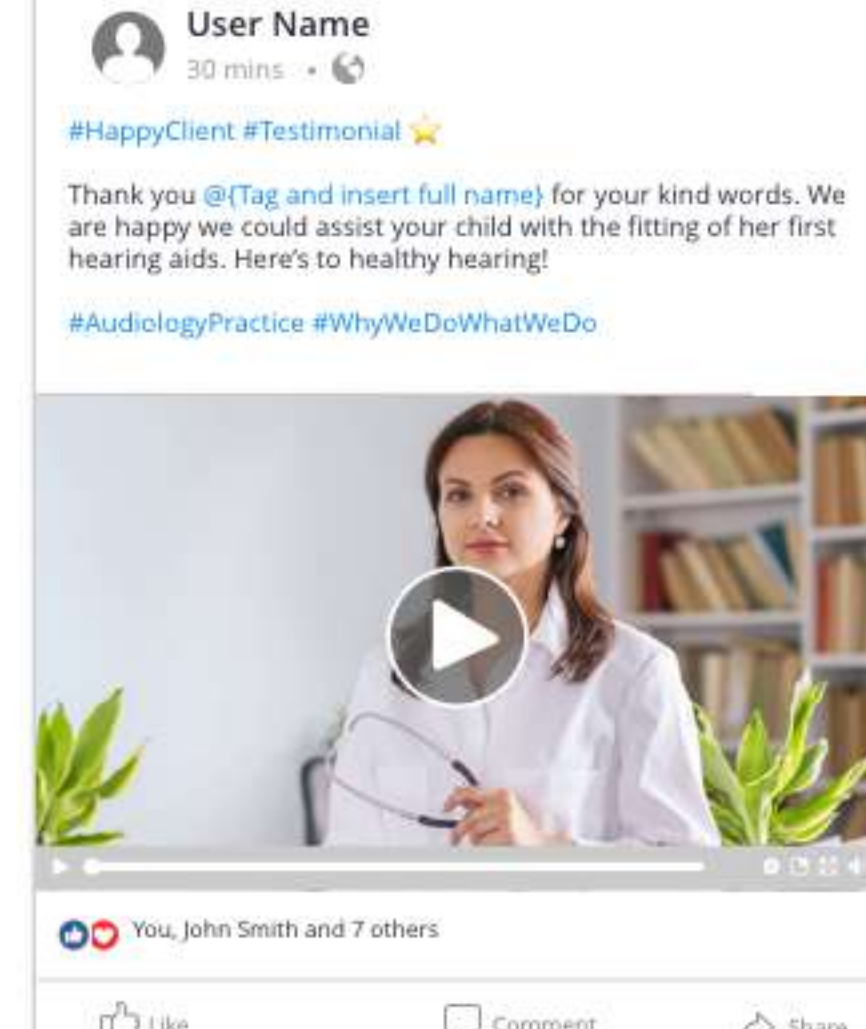 User Name
30 mins •
#HappyClient #Testimonial
Thank you @{Tag and insert full name} for your kind words. We
are happy we could assist your child with the fitting of her first
hearing aids. Here's to healthy hearing!
#AudiologyPractice #WhyWeDoWhatWeDo
You, John Smith and 7 others
Like Comment Share